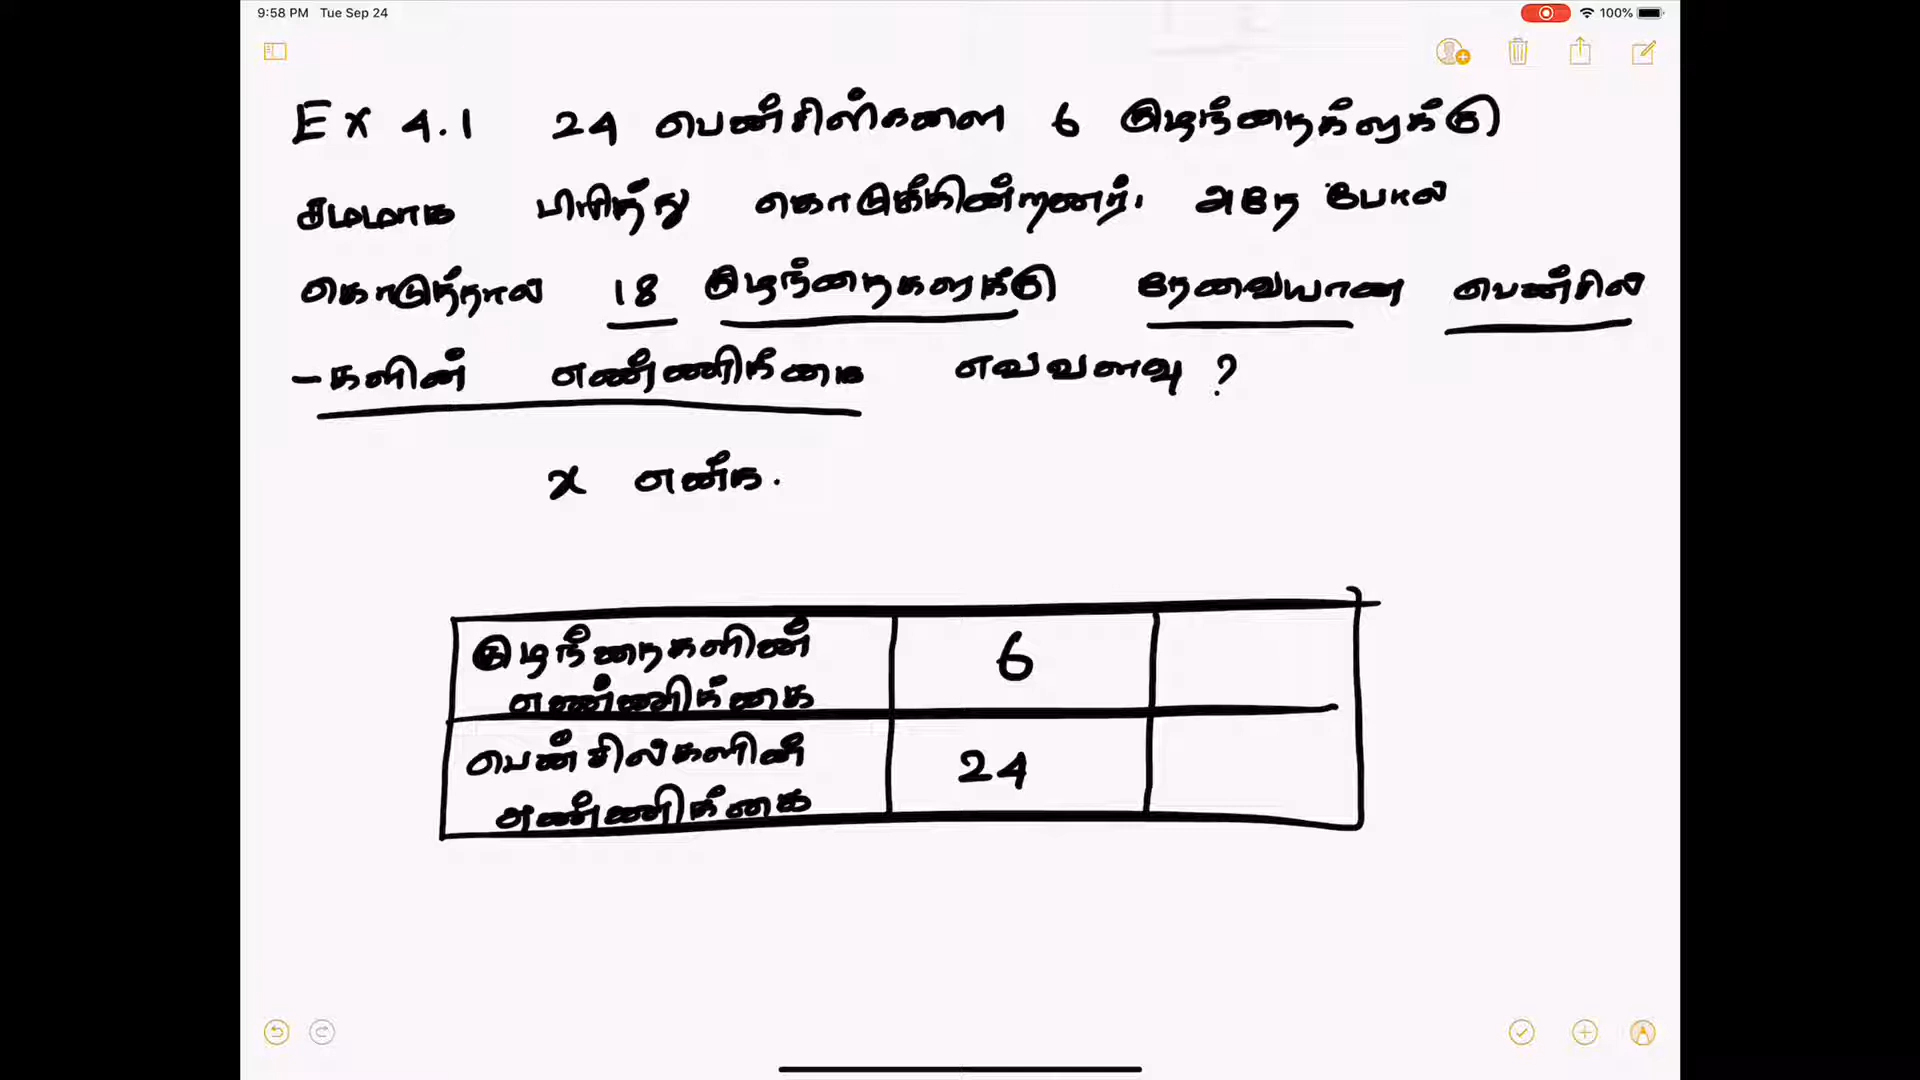 9:58 PM Tue Sep 24
100%
Ex 4.1 24 பென்சில்களை 6 குழந்தைகளுக்கு
சமமாக பிரித்து கொடுக்கின்றனர். அதே போல
கொடுத்தால் 18 குழந்தைகளுக்கு தேவையான பென்சில்
-களின் எண்ணிக்கை எவ்வளவு ?
x என்க.
குழந்தைகளின் 6
எண்ணிக்கை
பென்சில்களின் 24
எண்ணிக்கை